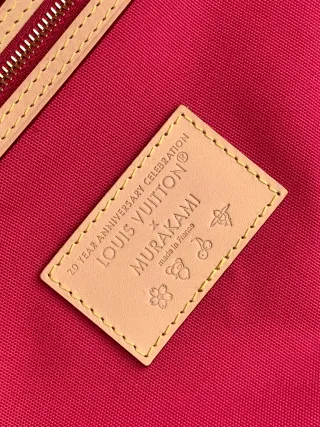 20 YEAR ANNIVERSARY CELEBRATION
LOUIS VUITTON®
x
MURAKAMI
made in France